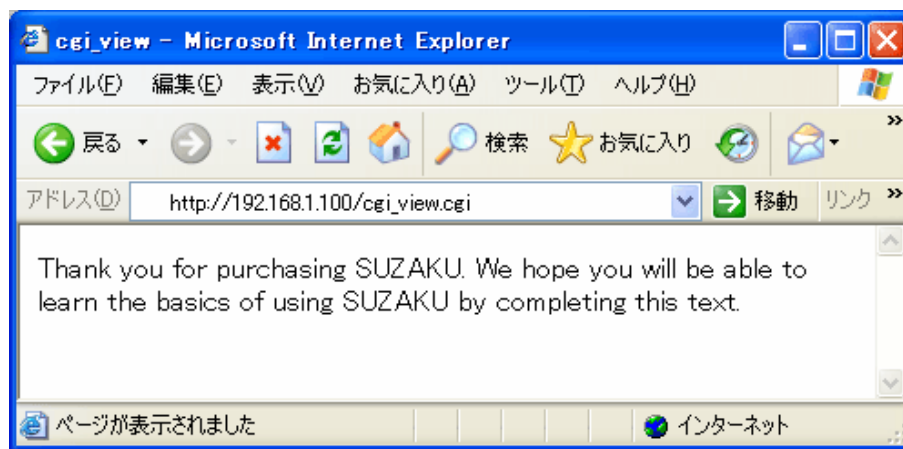 cgi_view - Microsoft Internet Explorer
ファイル(F) 編集(E) 表示(V) お気に入り(A) ツール(T) ヘルプ(H)
戻る 検索 お気に入り
アドレス(D) http://192.168.1.100/cgi_view.cgi 移動 リンク
Thank you for purchasing SUZAKU. We hope you will be able to
learn the basics of using SUZAKU by completing this text.
ページが表示されました インターネット